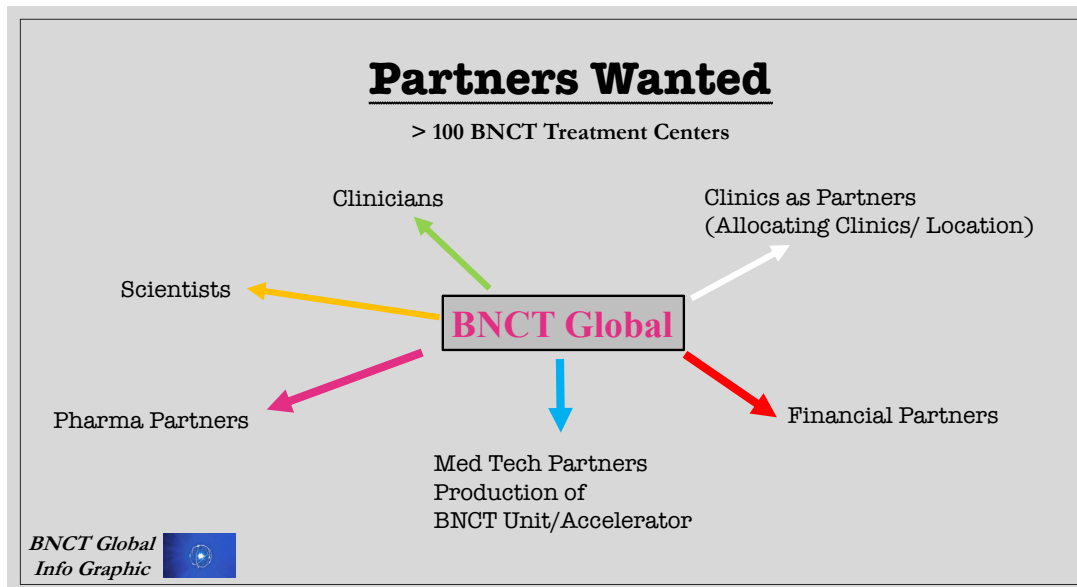 Partners Wanted
> 100 BNCT Treatment Centers
Clinicians
Clinics as Partners
(Allocating Clinics/ Location)
Scientists
BNCT Global
Pharma Partners
Financial Partners
Med Tech Partners
Production of
BNCT Unit/Accelerator
BNCT Global
Info Graphic